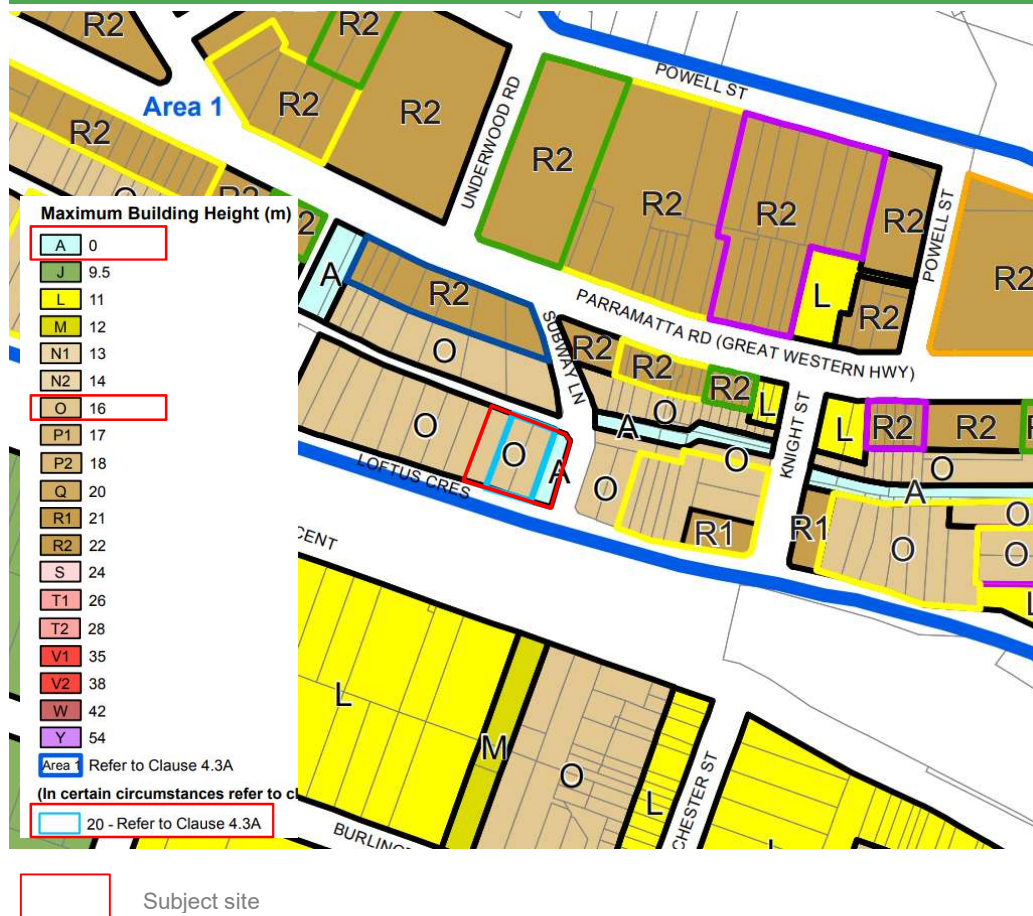 R2
R2
POWELL ST
Area 1
R2
R2
R2
UNDERWOOD RD
R2
R2
R2
R2
R2
POWELL ST
R2
O
R2
R2
Maximum Building Height (m)
A 0
J 9.5
L 11
M 12
N1 13
N2 14
O 16
P1 17
P2 18
Q 20
R1 21
R2 22
S 24
T1 26
T2 28
V1 35
V2 38
W 42
Y 54
Area 1 Refer to Clause 4.3A
(In certain circumstances refer to cl
20 - Refer to Clause 4.3A
A
R2
O
SUBWAY LN
PARRAMATTA RD (GREAT WESTERN HWY)
L
R2
R2
R2
R2
L
O
A
O
KNIGHT ST
L
R2
R2
O
A
O
O
O
A
LOFTUS CRES
O
R1
R1
O
O
L
CENT
L
M
O
L
CHESTER ST
L
BURLING
Subject site